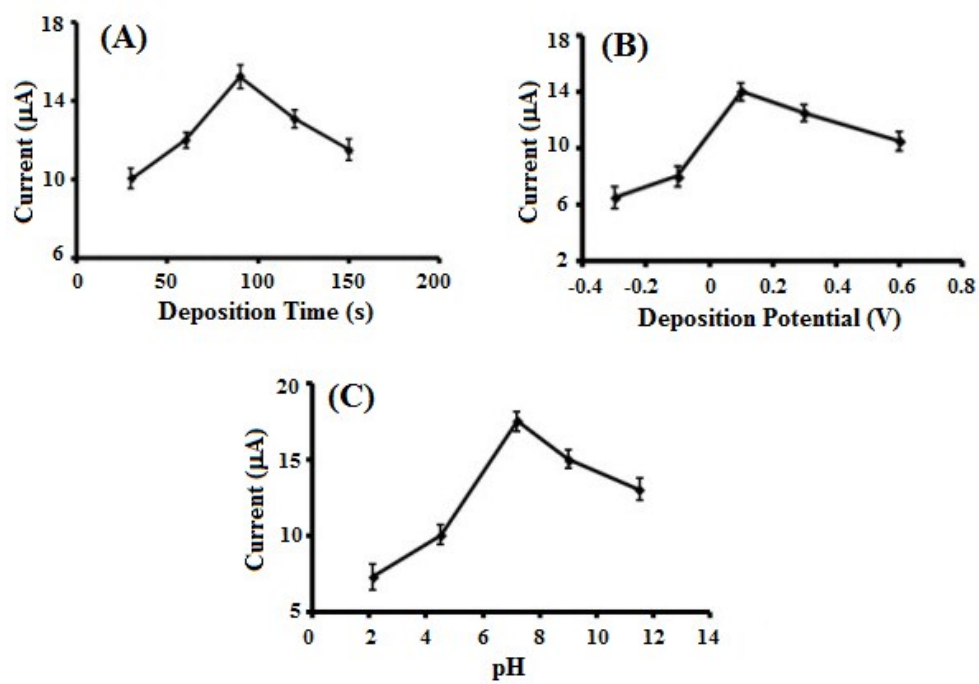 (A)
Current (µA)
18
14
10
6
0 50 100 150 200
Deposition Time (s)
(B)
Current (µA)
18
14
10
6
2
-0.4 -0.2 0 0.2 0.4 0.6 0.8
Deposition Potential (V)
(C)
Current (µA)
20
15
10
5
0 2 4 6 8 10 12 14
pH